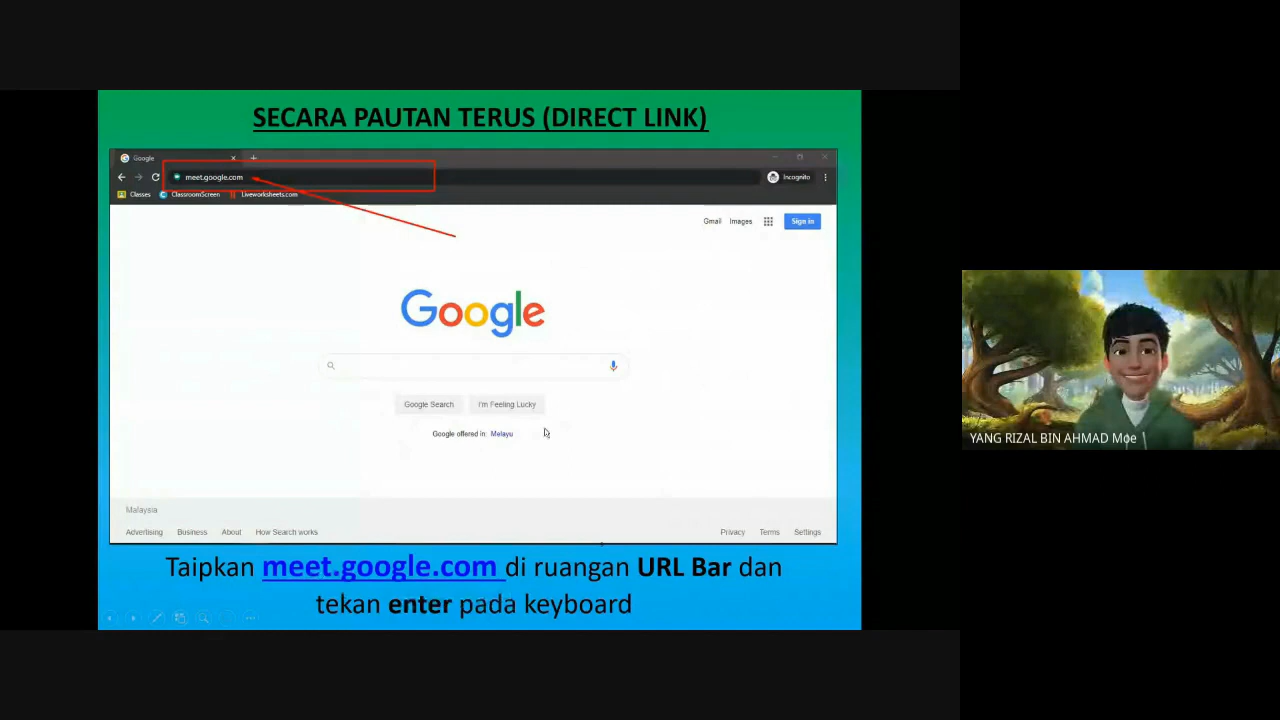 SECARA PAUTAN TERUS (DIRECT LINK)
Google
meet.google.com
Incognito
Classes ClassroomScreen Liveworksheets.com
Gmail Images Sign in
Google
Google Search I'm Feeling Lucky
Google offered in: Melayu
Malaysia
Advertising Business About How Search works Privacy Terms Settings
Taipkan meet.google.com di ruangan URL Bar dan
tekan enter pada keyboard
YANG RIZAL BIN AHMAD Moe